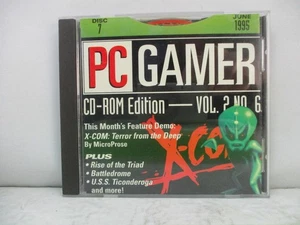 DISC
7
JUNE
1995
PC GAMER
CD-ROM Edition — VOL. 2 NO. 6
This Month's Feature Demo:
X-COM: Terror from the Deep
By MicroProse
X-COM
PLUS
• Rise of the Triad
• Battledrome
• U.S.S. Ticonderoga
and more!